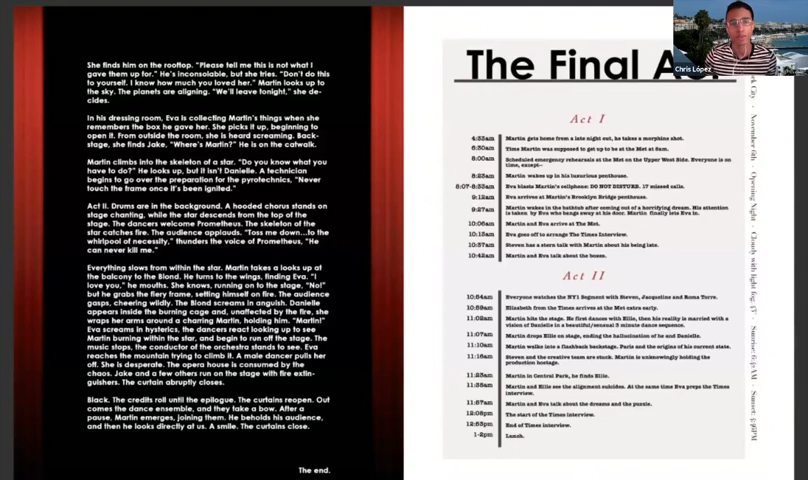 She finds him on the rooftop. "Please tell me this is not what I
gave them up for." He's inconsolable, but she tries. "Don't do this
to yourself. I know how much you loved her." Martin looks up to
the sky. The planets are aligning. "We'll leave tonight," she de-
cides.
In his dressing room, Eva is collecting Martin's things when she
remembers the box he gave her. She picks it up, beginning to
open it. From outside the room, she is heard screaming. Back-
stage, she finds Jake, "Where's Martin?" He is on the catwalk.
Martin climbs into the skeleton of a star. "Do you know what you
have to do?" He looks up, but it isn't Danielle. A technician
begins to go over the preparation for the pyrotechnics, "Never
touch the frame once it's been ignited."
Act II. Drums are in the background. A hooded chorus stands on
stage chanting, while the star descends from the top of the
stage. The dancers welcome Prometheus. The skeleton of the
star catches fire. The audience applauds. "Toss me down...to the
whirlpool of necessity," thunders the voice of Prometheus, "He
can never kill me."
Everything slows from within the star. Martin takes a looks up at
the balcony to the Blond. He turns to the wings, finding Eva. "I
love you," he mouths. She knows, running on to the stage, "No!"
but he grabs the fiery frame, setting himself on fire. The audience
gasps, cheering wildly. The Blond screams in anguish. Danielle
appears inside the burning cage and, unaffected by the fire, she
wraps her arms around a charring Martin, holding him. "Martin!"
Eva screams in hysterics, the dancers react looking up to see
Martin burning within the star, and begin to run off the stage. The
music stops, the conductor of the orchestra stands to see. Eva
reaches the mountain trying to climb it. A male dancer pulls her
off. She is desperate. The opera house is consumed by the
chaos. Jake and a few others run on the stage with fire extin-
guishers. The curtain abruptly closes.
Black. The credits roll until the epilogue. The curtains reopen. Out
comes the dance ensemble, and they take a bow. After a
pause, Martin emerges, joining them. He beholds his audience,
and then he looks directly at us. A smile. The curtains close.
The end.
The Final
Chris López
Act I
4:33am Martin gets home from a late night out, he takes a morphine shot.
6:30am Time Martin was supposed to get up to be at the Met at 8am.
8:00am Scheduled emergency rehearsals at the Met on the Upper West Side. Everyone is on
time, except--
8:23am Martin wakes up in his luxurious penthouse.
8:07-8:33am Eva blasts Martin's cellphone: DO NOT DISTURB. 17 missed calls.
9:12am Eva arrives at Martin's Brooklyn Bridge penthouse.
9:27am Martin wakes in the bathtub after coming out of a horrifying dream. His attention
is taken by Eva who bangs away at his door. Martin finally lets Eva in.
10:06am Martin and Eva arrive at The Met.
10:13am Eva goes off to arrange The Times Interview.
10:37am Steven has a stern talk with Martin about his being late.
10:42am Martin and Eva talk about the boxes.
Act II
10:54am Everyone watches the NY1 Segment with Steven, Jacqueline and Roma Torre.
10:59am Elizabeth from the Times arrives at the Met extra early.
11:02am Martin hits the stage. He first dances with Ellie, then his reality is married with a
vision of Danielle in a beautiful/sensual 3 minute dance sequence.
11:07am Martin drops Ellie on stage, ending the hallucination of he and Danielle.
11:10am Martin walks into a flashback backstage. Paris and the origins of his current state.
11:16am Steven and the creative team are stuck. Martin is unknowingly holding the
production hostage.
11:23am Martin in Central Park, he finds Ellie.
11:35am Martin and Ellie see the alignment suicides. At the same time Eva preps the Times
interview.
11:57am Martin and Eva talk about the dreams and the puzzle.
12:08pm The start of the Times interview.
12:53pm End of Times interview.
1-2pm Lunch.
City · November 6th · Opening Night · Cloudy with light fog